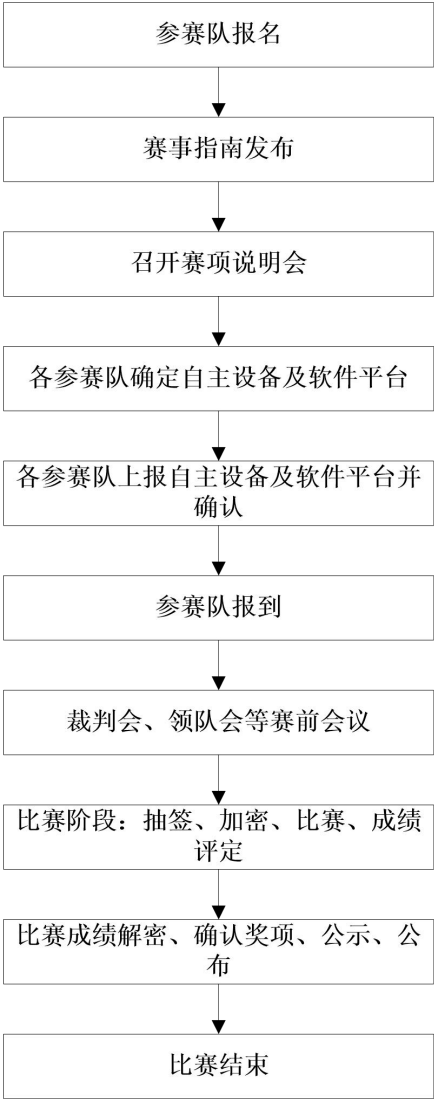 参赛队报名
赛事指南发布
召开赛项说明会
各参赛队确定自主设备及软件平台
各参赛队上报自主设备及软件平台并
确认
参赛队报到
裁判会、领队会等赛前会议
比赛阶段：抽签、加密、比赛、成绩
评定
比赛成绩解密、确认奖项、公示、公
布
比赛结束